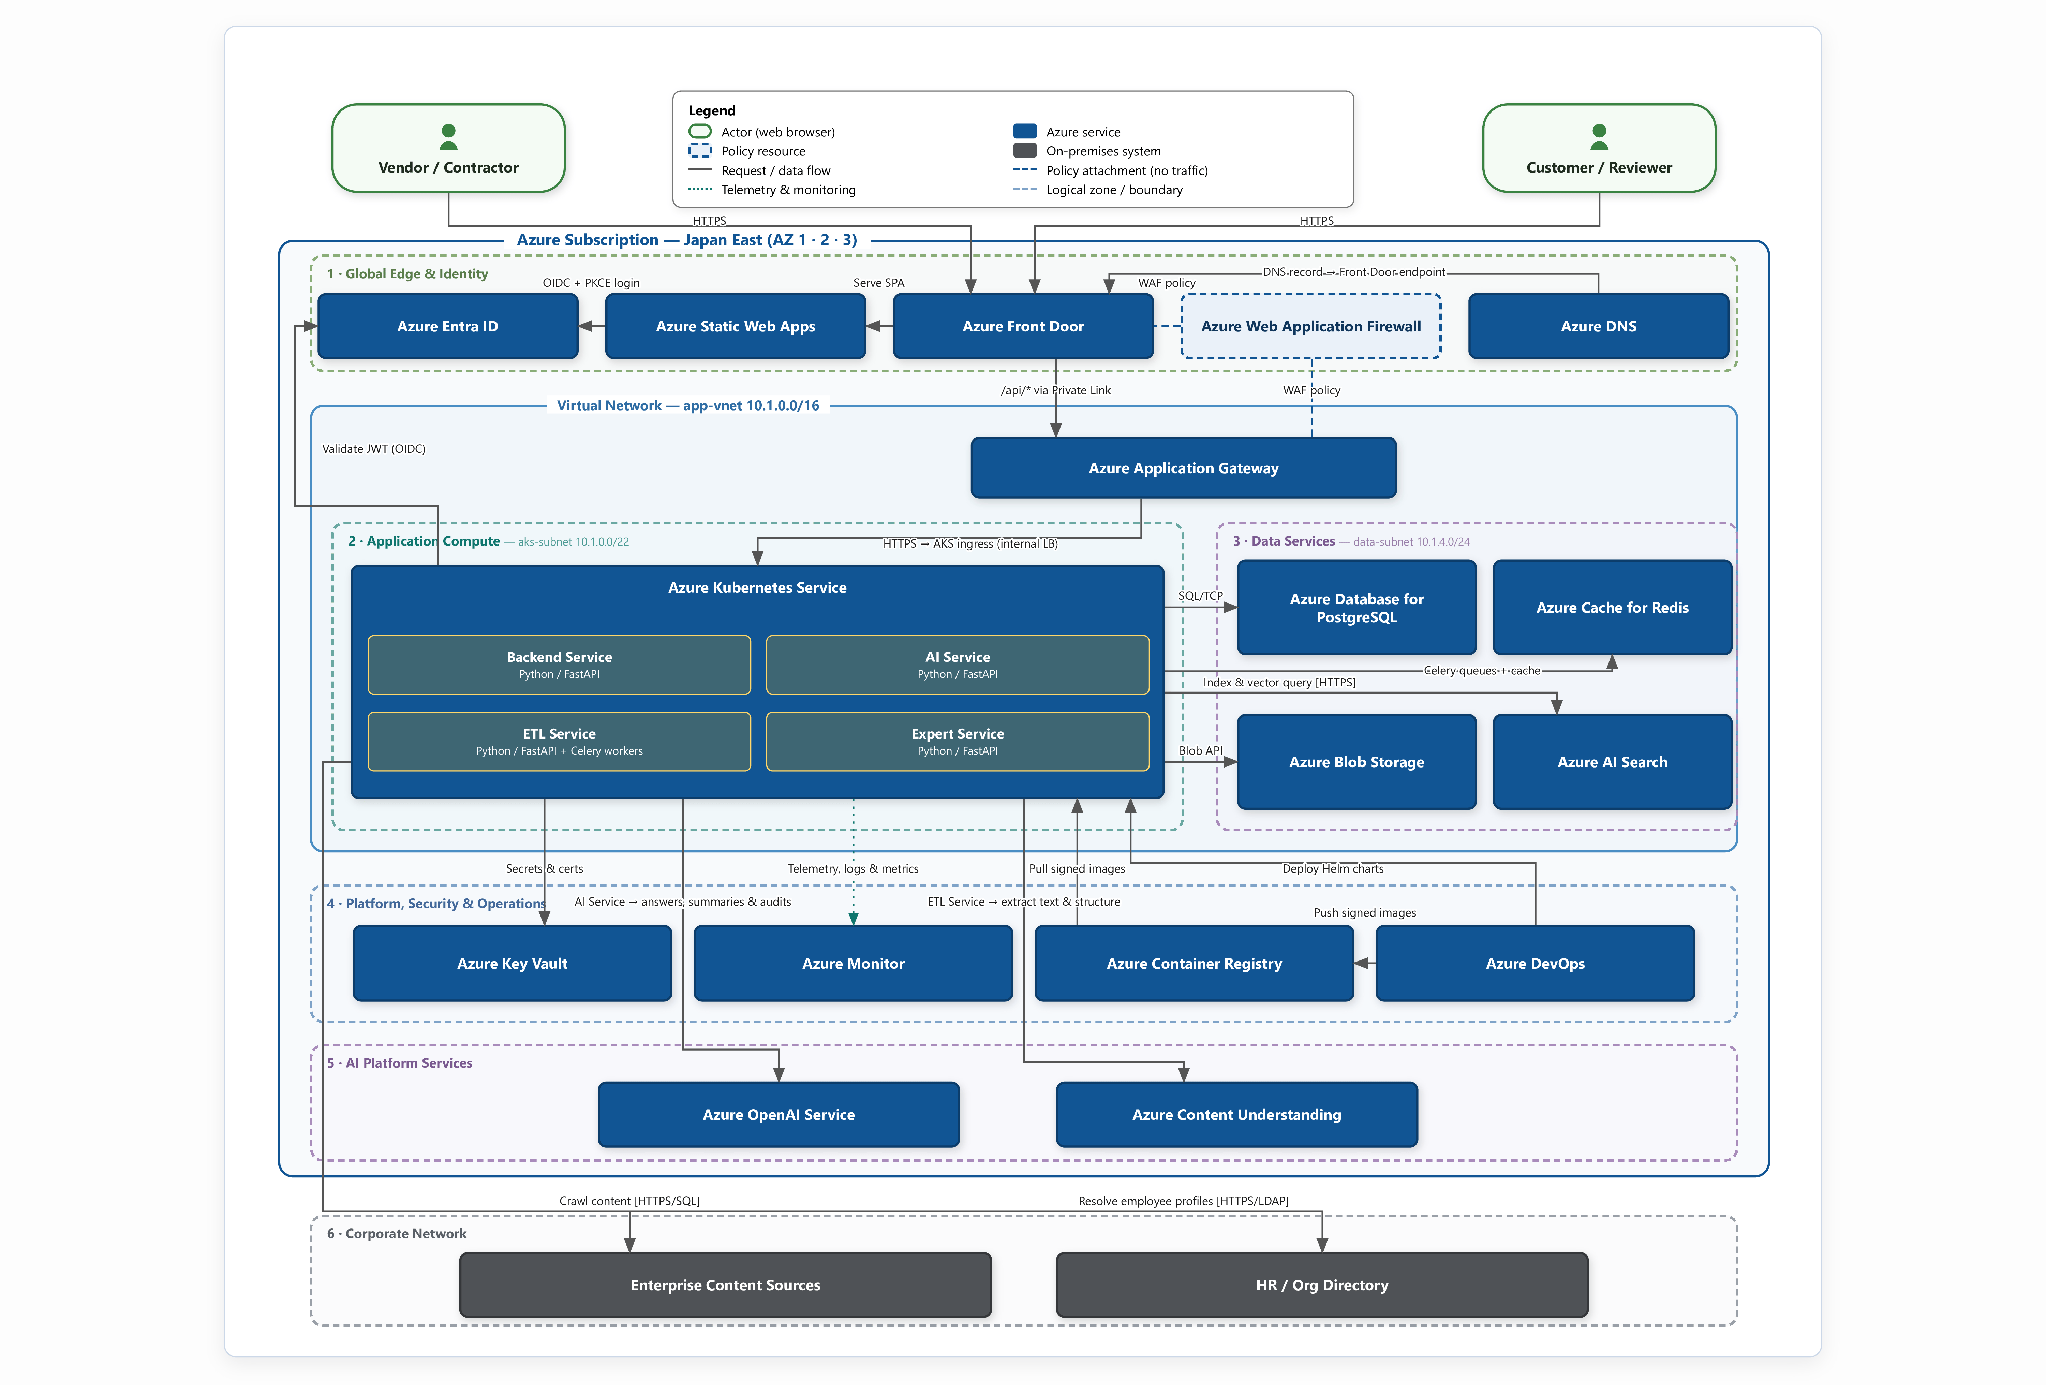 Legend
Actor (web browser)
Azure service
Policy resource
On-premises system
Request / data flow
Policy attachment (no traffic)
Telemetry & monitoring
Logical zone / boundary
Vendor / Contractor
Customer / Reviewer
HTTPS
HTTPS
Azure Subscription — Japan East (AZ 1 · 2 · 3)
1 · Global Edge & Identity
OIDC + PKCE login
Serve SPA
WAF policy
DNS record → Front Door endpoint
Azure Entra ID
Azure Static Web Apps
Azure Front Door
Azure Web Application Firewall
Azure DNS
/api/* via Private Link
WAF policy
Virtual Network — app-vnet 10.1.0.0/16
Validate JWT (OIDC)
Azure Application Gateway
2 · Application Compute — aks-subnet 10.1.0.0/22
HTTPS → AKS ingress (internal LB)
3 · Data Services — data-subnet 10.1.4.0/24
Azure Kubernetes Service
SQL/TCP
Azure Database for
PostgreSQL
Azure Cache for Redis
Backend Service
Python / FastAPI
AI Service
Python / FastAPI
Celery queues + cache
Index & vector query [HTTPS]
ETL Service
Python / FastAPI + Celery workers
Expert Service
Python / FastAPI
Blob API
Azure Blob Storage
Azure AI Search
Secrets & certs
Telemetry, logs & metrics
Pull signed images
Deploy Helm charts
4 · Platform, Security & Operations
AI Service → answers, summaries & audits
ETL Service → extract text & structure
Push signed images
Azure Key Vault
Azure Monitor
Azure Container Registry
Azure DevOps
5 · AI Platform Services
Azure OpenAI Service
Azure Content Understanding
Crawl content [HTTPS/SQL]
Resolve employee profiles [HTTPS/LDAP]
6 · Corporate Network
Enterprise Content Sources
HR / Org Directory